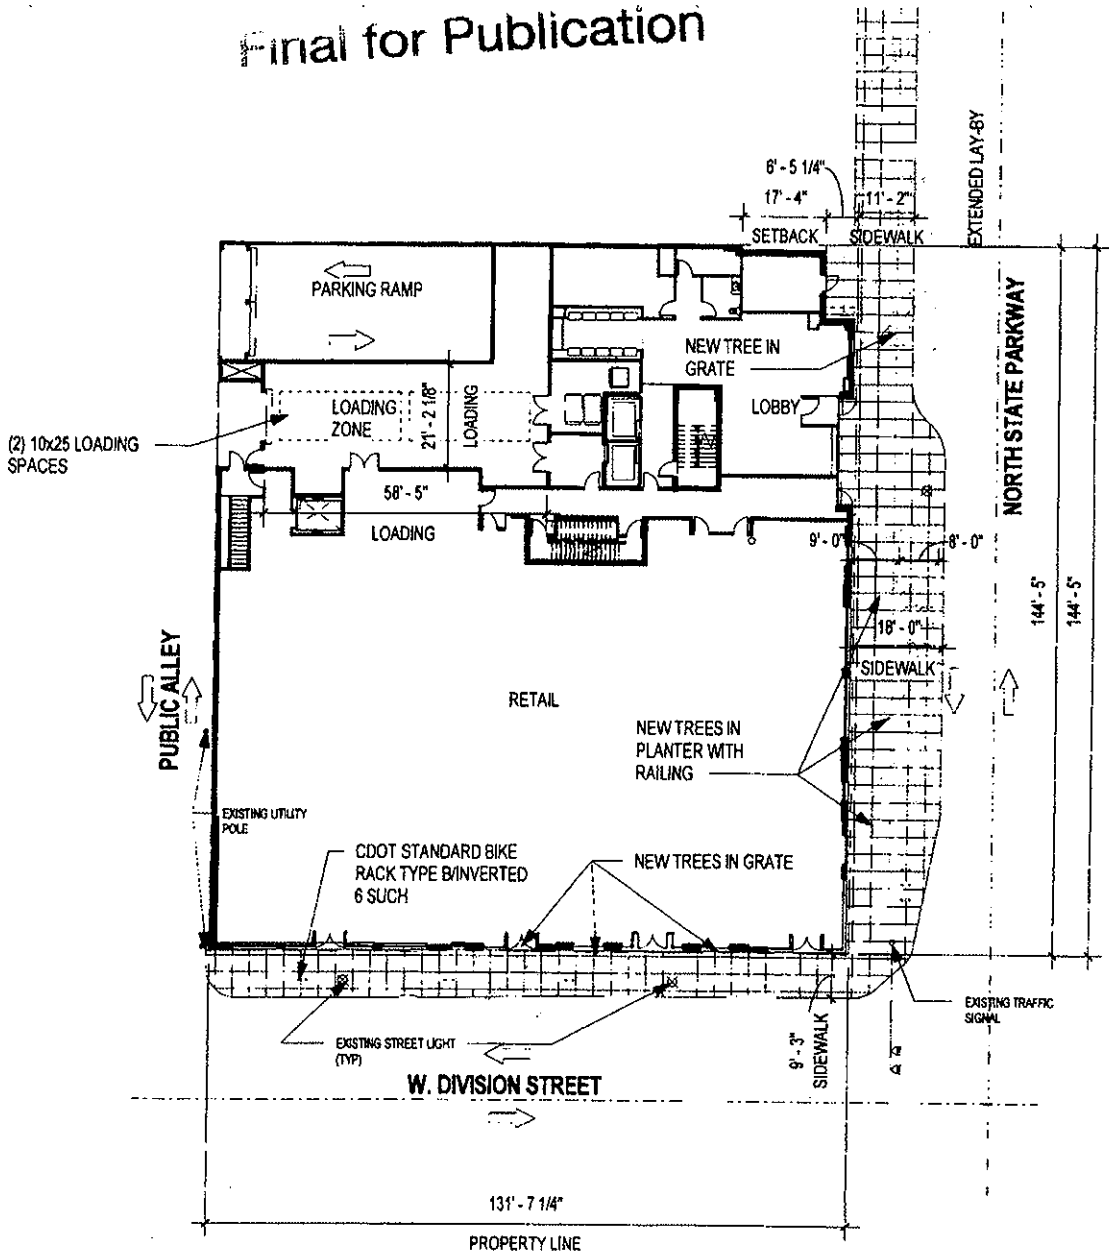 Final for Publication
6' - 5 1/4"
17' - 4"
11' - 2"
SETBACK
SIDEWALK
EXTENDED LAY-BY
PARKING RAMP
NEW TREE IN
GRATE
NORTH STATE PARKWAY
LOADING
ZONE
21' - 2 1/8"
LOADING
LOBBY
(2) 10x25 LOADING
SPACES
58' - 5"
LOADING
9' - 0"
8' - 0"
144' - 5"
144' - 5"
18' - 0"
SIDEWALK
PUBLIC ALLEY
RETAIL
NEW TREES IN
PLANTER WITH
RAILING
EXISTING UTILITY
POLE
CDOT STANDARD BIKE
RACK TYPE B/INVERTED
6 SUCH
NEW TREES IN GRATE
EXISTING TRAFFIC
SIGNAL
EXISTING STREET LIGHT
(TYP)
9' - 3"
SIDEWALK
W. DIVISION STREET
131' - 7 1/4"
PROPERTY LINE